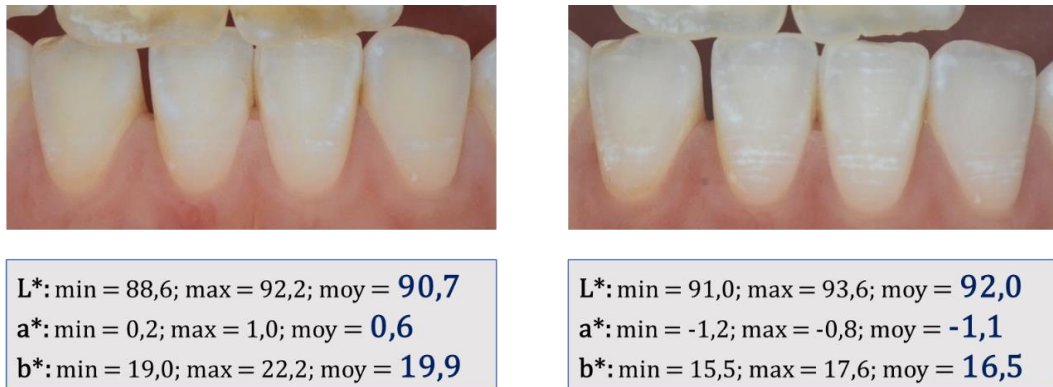 L*: min = 88,6; max = 92,2; moy = 90,7
a*: min = 0,2; max = 1,0; moy = 0,6
b*: min = 19,0; max = 22,2; moy = 19,9
L*: min = 91,0; max = 93,6; moy = 92,0
a*: min = -1,2; max = -0,8; moy = -1,1
b*: min = 15,5; max = 17,6; moy = 16,5